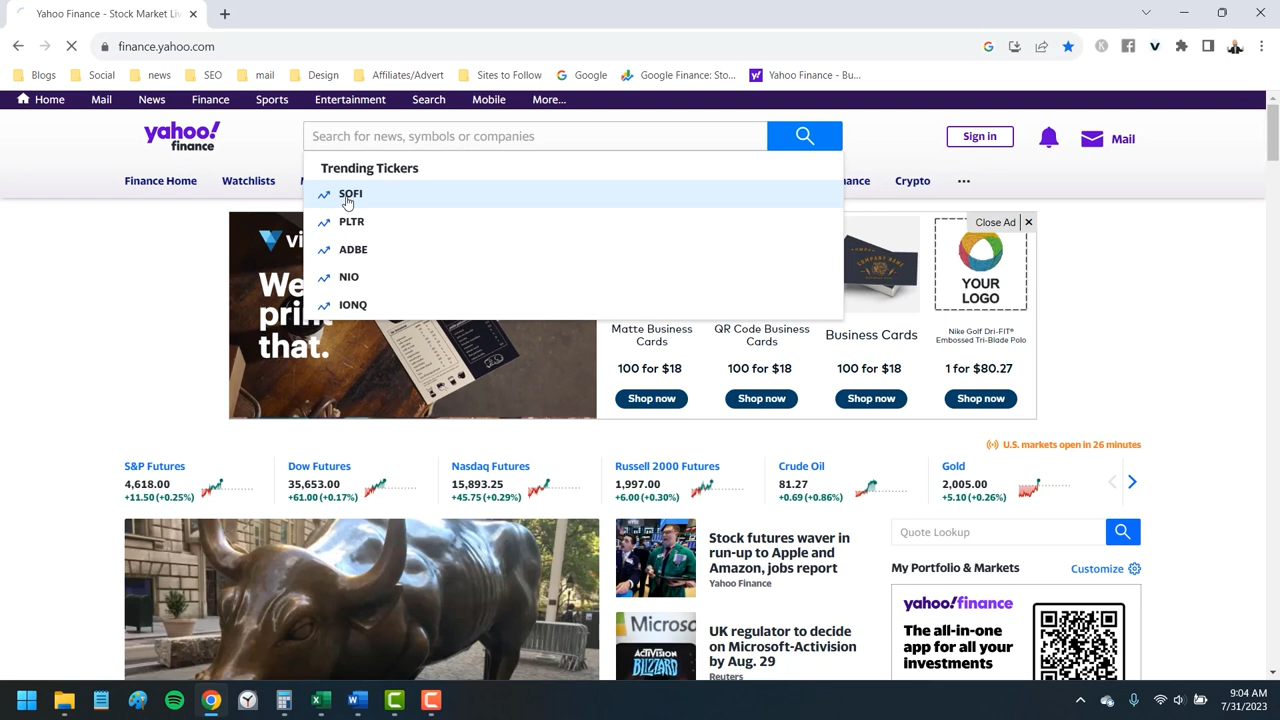 Yahoo Finance - Stock Market Liv
finance.yahoo.com
Blogs
Social
news
SEO
mail
Design
Affiliates/Advert
Sites to Follow
Google
Google Finance: Sto...
Yahoo Finance - Bu...
Home
Mail
News
Finance
Sports
Entertainment
Search
Mobile
More...
yahoo!
finance
Search for news, symbols or companies
Sign in
Mail
Trending Tickers
Finance Home
Watchlists
Crypto
SOFI
PLTR
ADBE
NIO
IONQ
Close Ad
We
print
that.
COMPANY NAME
YOUR
LOGO
Matte Business
Cards
100 for $18
Shop now
QR Code Business
Cards
100 for $18
Shop now
Business Cards
100 for $18
Shop now
Nike Golf Dri-FIT®
Embossed Tri-Blade Polo
1 for $80.27
Shop now
U.S. markets open in 26 minutes
S&P Futures
4,618.00
+11.50 (+0.25%)
Dow Futures
35,653.00
+61.00 (+0.17%)
Nasdaq Futures
15,893.25
+45.75 (+0.29%)
Russell 2000 Futures
1,997.00
+6.00 (+0.30%)
Crude Oil
81.27
+0.69 (+0.86%)
Gold
2,005.00
+5.10 (+0.26%)
Stock futures waver in
run-up to Apple and
Amazon, jobs report
Yahoo Finance
Microso
ACTIVISION
BLIZZARD
UK regulator to decide
on Microsoft-Activision
by Aug. 29
Reuters
Quote Lookup
My Portfolio & Markets
Customize
yahoo!finance
The all-in-one
app for all your
investments
9:04 AM
7/31/2023